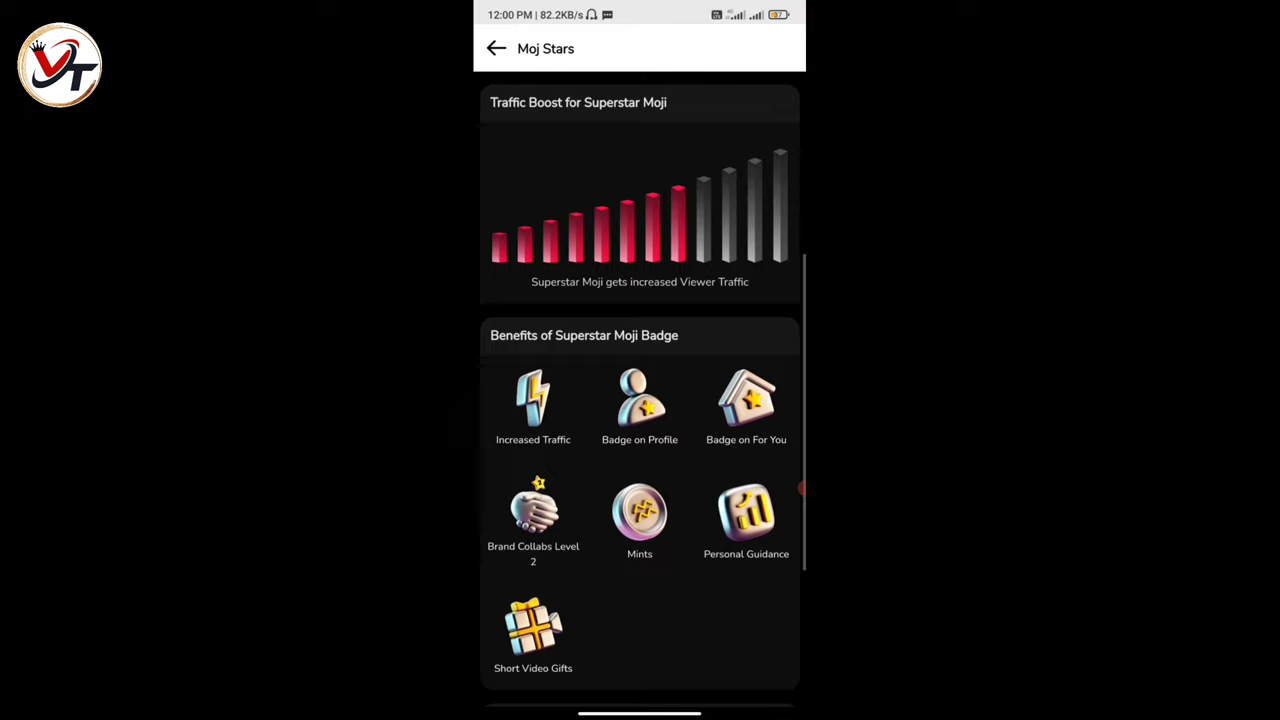 12:00 PM | 82.2KB/s
VT
Moj Stars
Traffic Boost for Superstar Moji
Superstar Moji gets increased Viewer Traffic
Benefits of Superstar Moji Badge
Increased Traffic
Badge on Profile
Badge on For You
Brand Collabs Level
2
Mints
Personal Guidance
Short Video Gifts